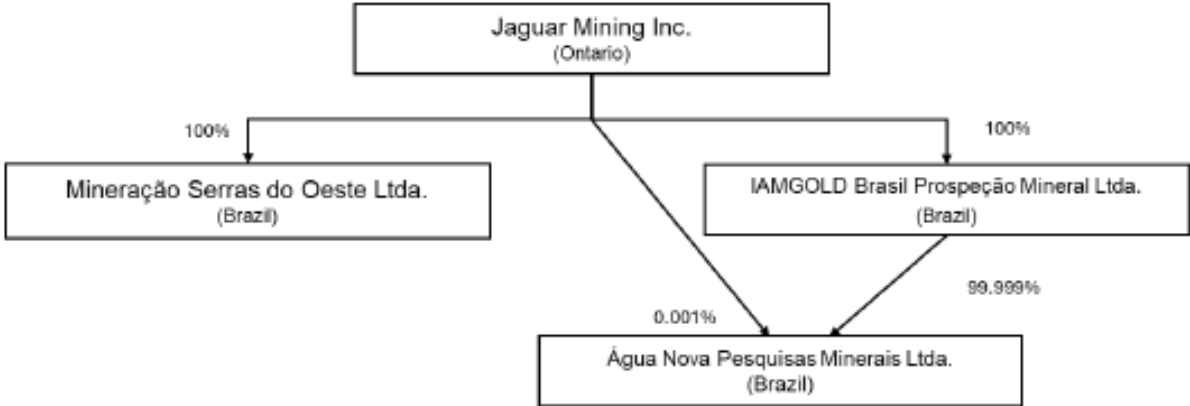 Jaguar Mining Inc.
(Ontario)
100%
100%
Mineração Serras do Oeste Ltda.
(Brazil)
IAMGOLD Brasil Prospeção Mineral Ltda.
(Brazil)
99.999%
0.001%
Água Nova Pesquisas Minerais Ltda.
(Brazil)